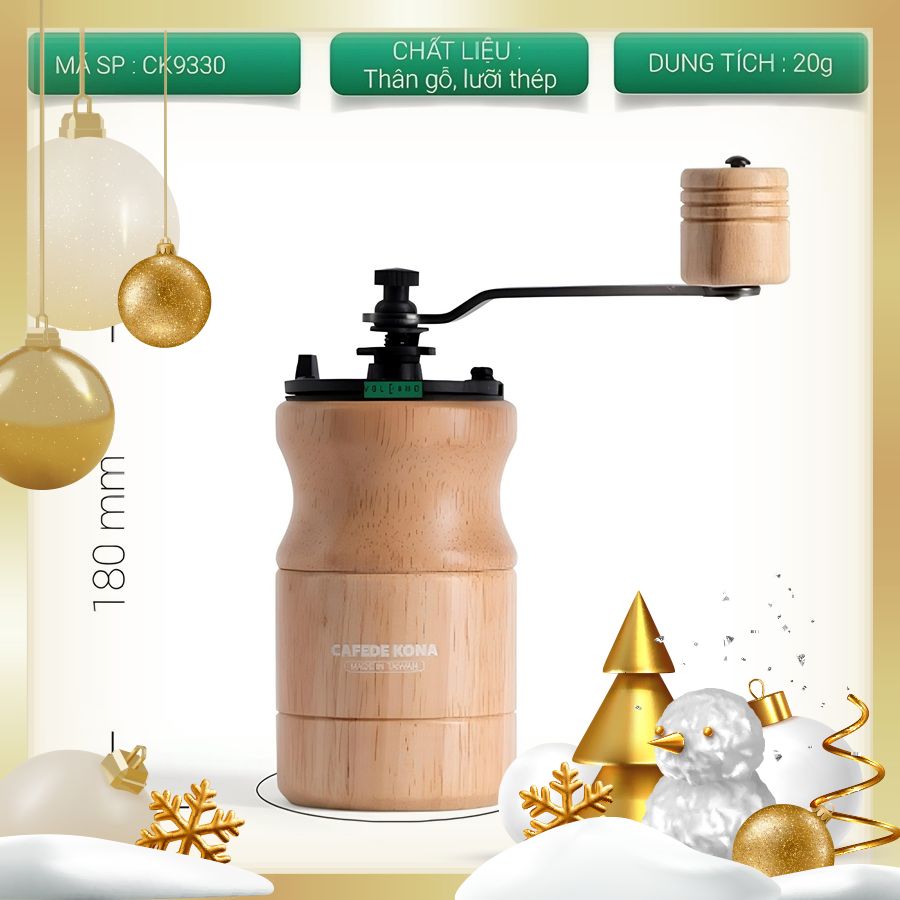 MÃ SP : CK9330
CHẤT LIỆU :
Thân gỗ, lưỡi thép
DUNG TÍCH : 20g
180 mm
CAFEDE KONA
MADE IN TAIWAN